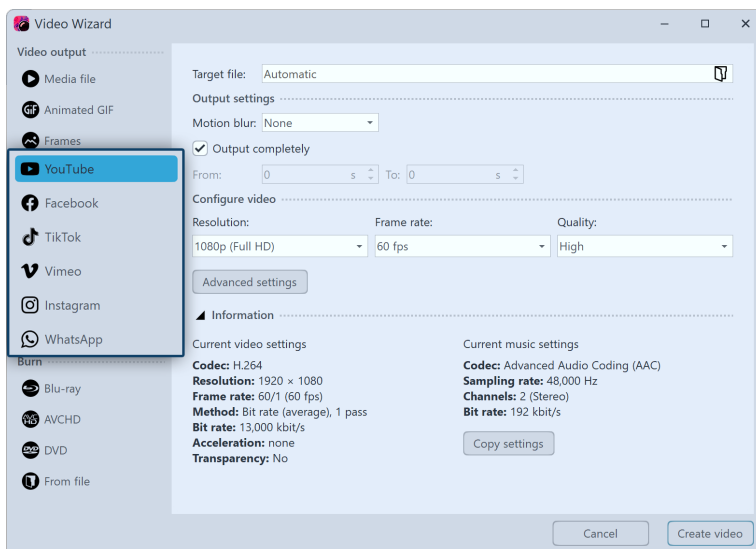 Video Wizard
Video output
Media file
GIF Animated GIF
Frames
YouTube
Facebook
TikTok
Vimeo
Instagram
WhatsApp
Burn
Blu-ray
AVC HD AVCHD
DVD DVD
From file
Target file: Automatic
Output settings
Motion blur: None
Output completely
From: 0 s To: 0 s
Configure video
Resolution: Frame rate: Quality:
1080p (Full HD) 60 fps High
Advanced settings
Information
Current video settings
Codec: H.264
Resolution: 1920 × 1080
Frame rate: 60/1 (60 fps)
Method: Bit rate (average), 1 pass
Bit rate: 13,000 kbit/s
Acceleration: none
Transparency: No
Current music settings
Codec: Advanced Audio Coding (AAC)
Sampling rate: 48,000 Hz
Channels: 2 (Stereo)
Bit rate: 192 kbit/s
Copy settings
Cancel Create video